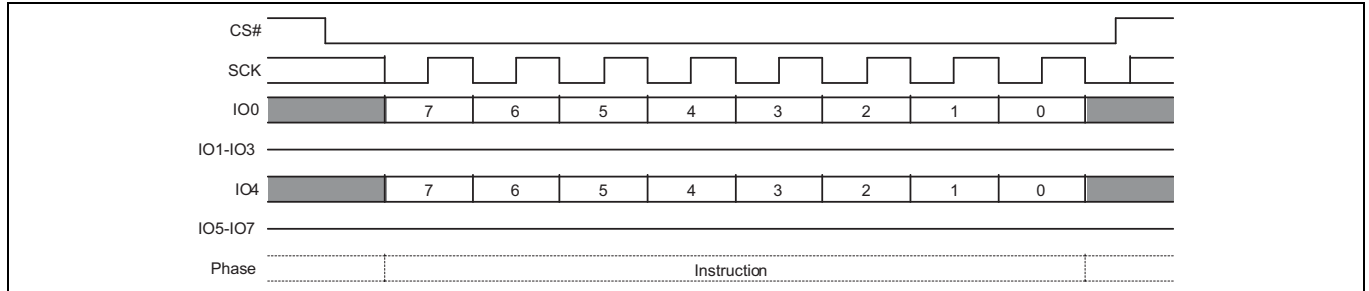 CS#
SCK
IO0 7 6 5 4 3 2 1 0
IO1-IO3
IO4 7 6 5 4 3 2 1 0
IO5-IO7
Phase Instruction